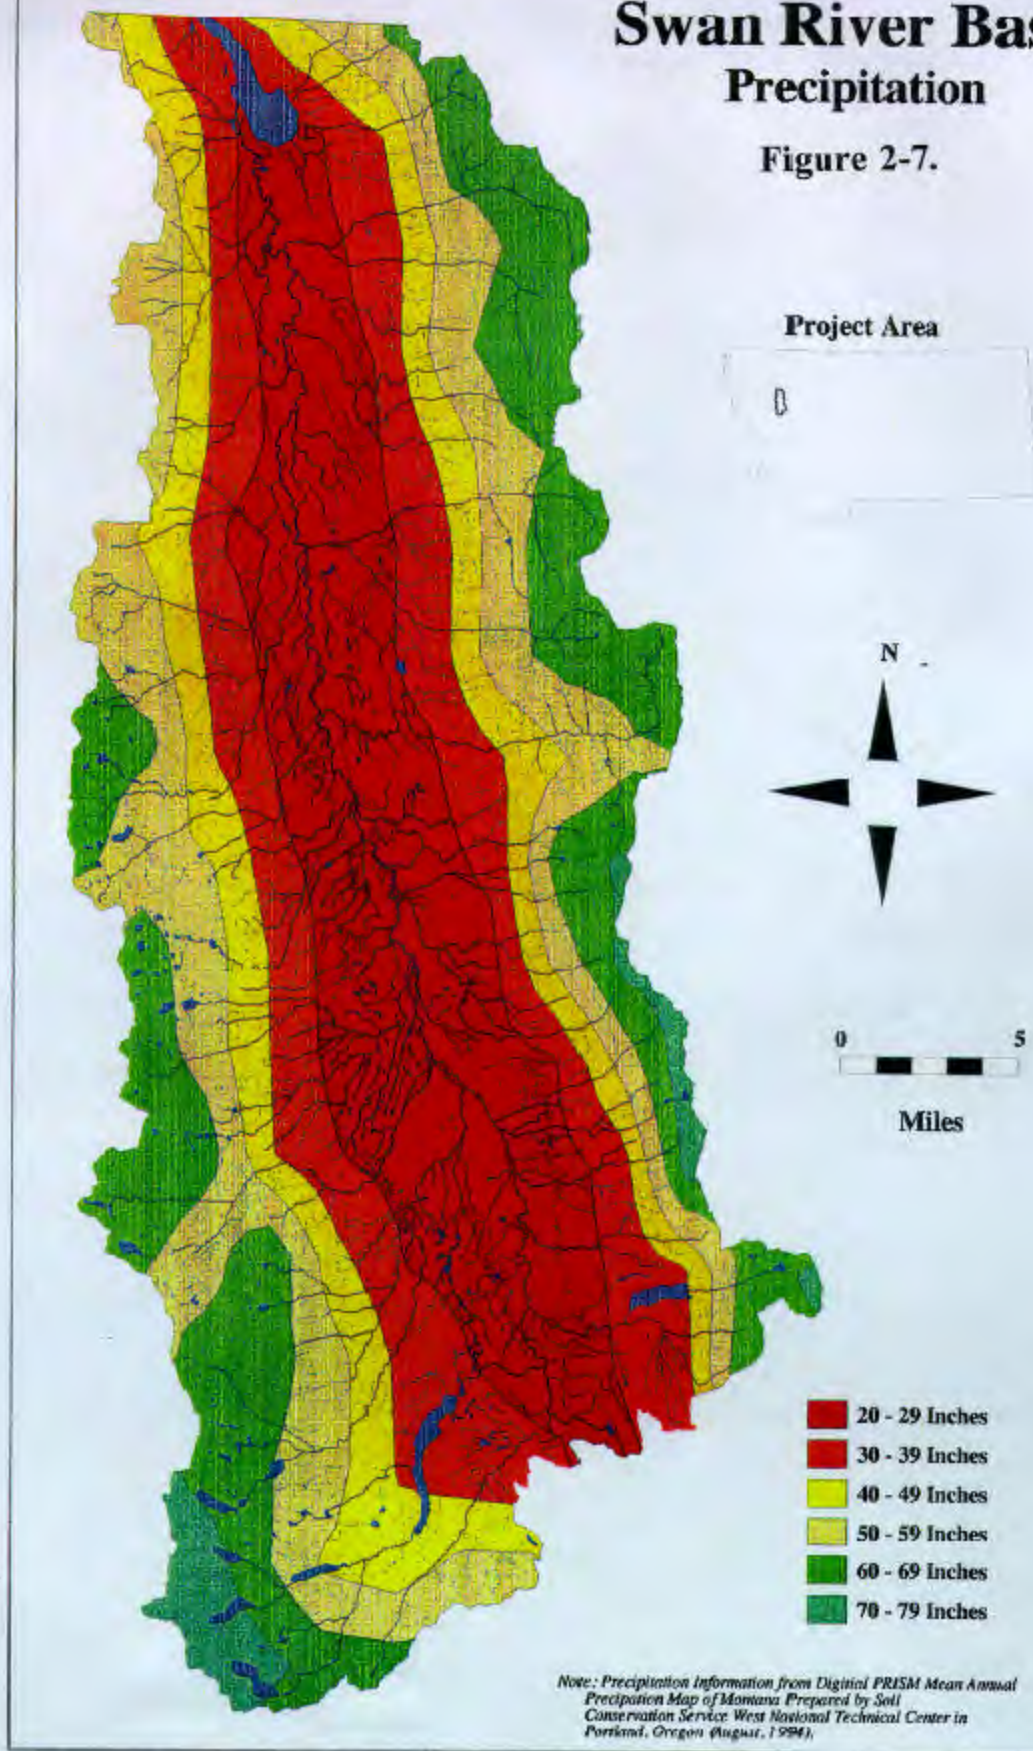 Swan River Bas
Precipitation
Figure 2-7.
Project Area
N
0 5
Miles
20 - 29 Inches
30 - 39 Inches
40 - 49 Inches
50 - 59 Inches
60 - 69 Inches
70 - 79 Inches
Note: Precipitation Information from Digitial PRISM Mean Annual
Precipation Map of Montana Prepared by Soil
Conservation Service West National Technical Center in
Portland, Oregon (August, 1994).